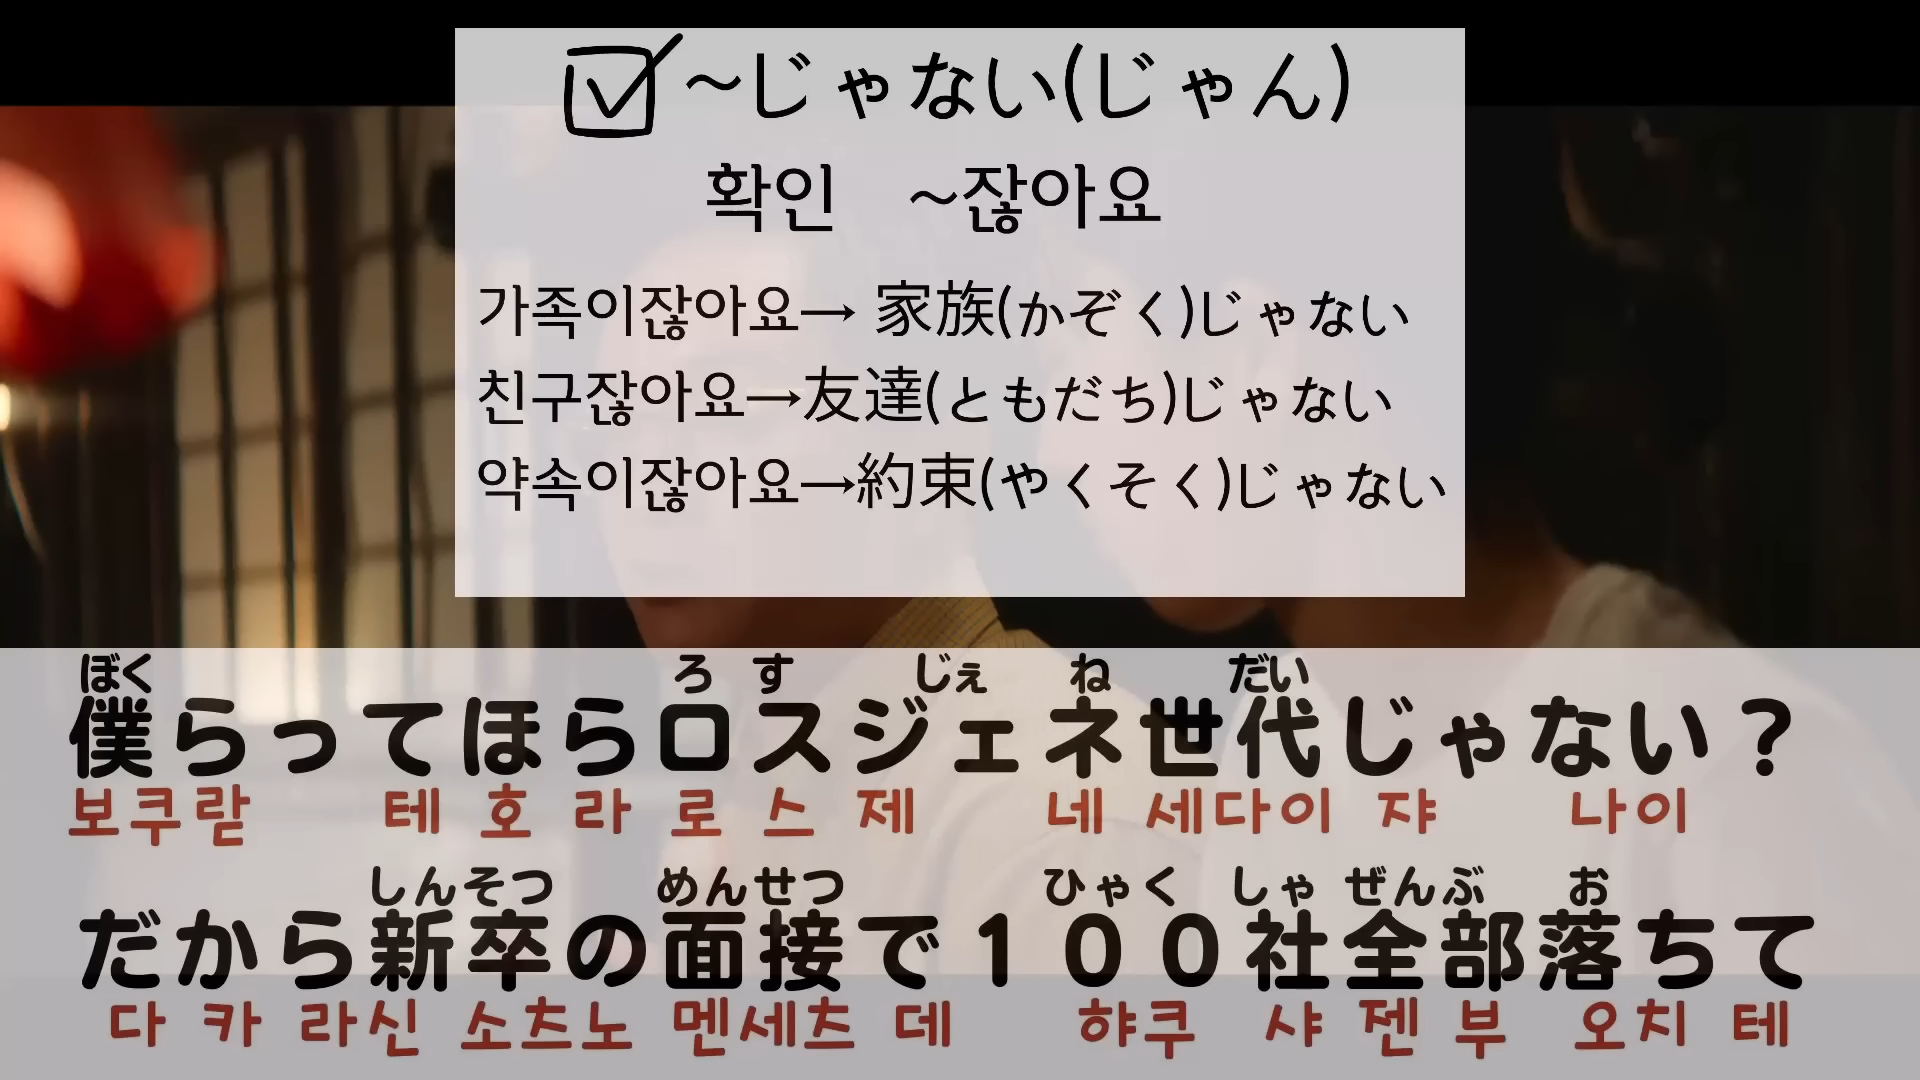 ~じゃない(じゃん)
확인 ~잖아요
가족이잖아요→ 家族(かぞく)じゃない
친구잖아요→友達(ともだち)じゃない
약속이잖아요→約束(やくそく)じゃない
ぼく ろ す じぇ ね だい
僕らってほらロスジェネ世代じゃない？
보쿠랃 테 호 라 로 스 제 네 세다이 쟈 나이
しんそつ めんせつ ひゃく しゃ ぜんぶ お
だから新卒の面接で１００社全部落ちて
다 카 라신 소츠노 멘세츠 데 햐쿠 샤 젠 부 오치 테